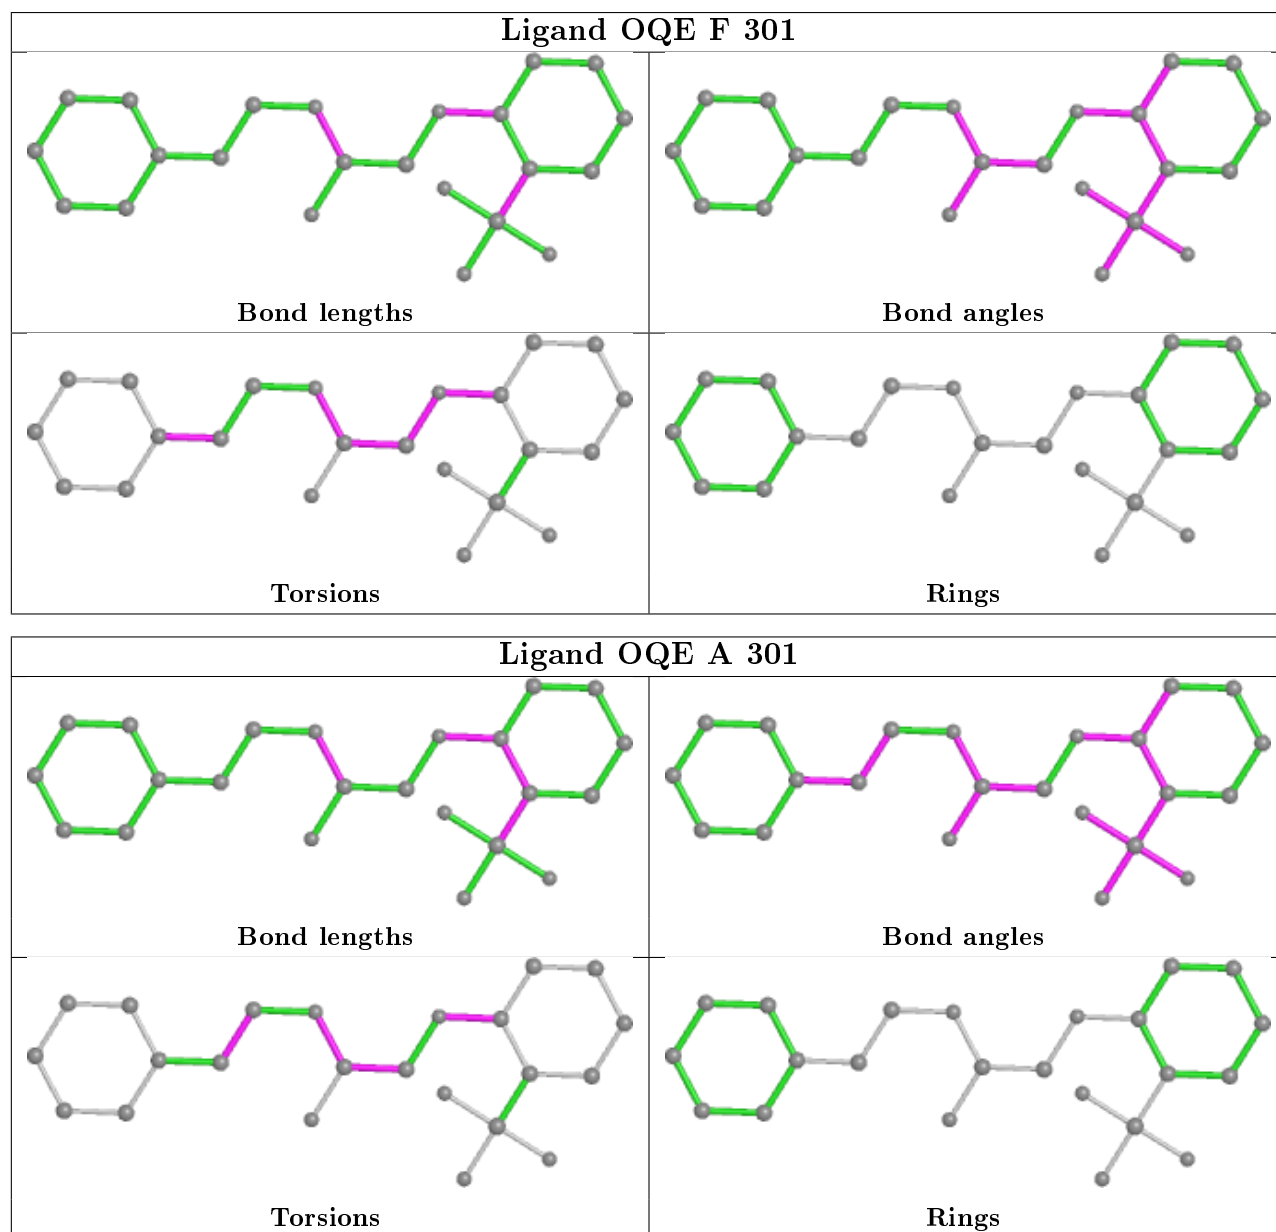 Ligand OQE F 301
Bond lengths
Bond angles
Torsions
Rings
Ligand OQE A 301
Bond lengths
Bond angles
Torsions
Rings